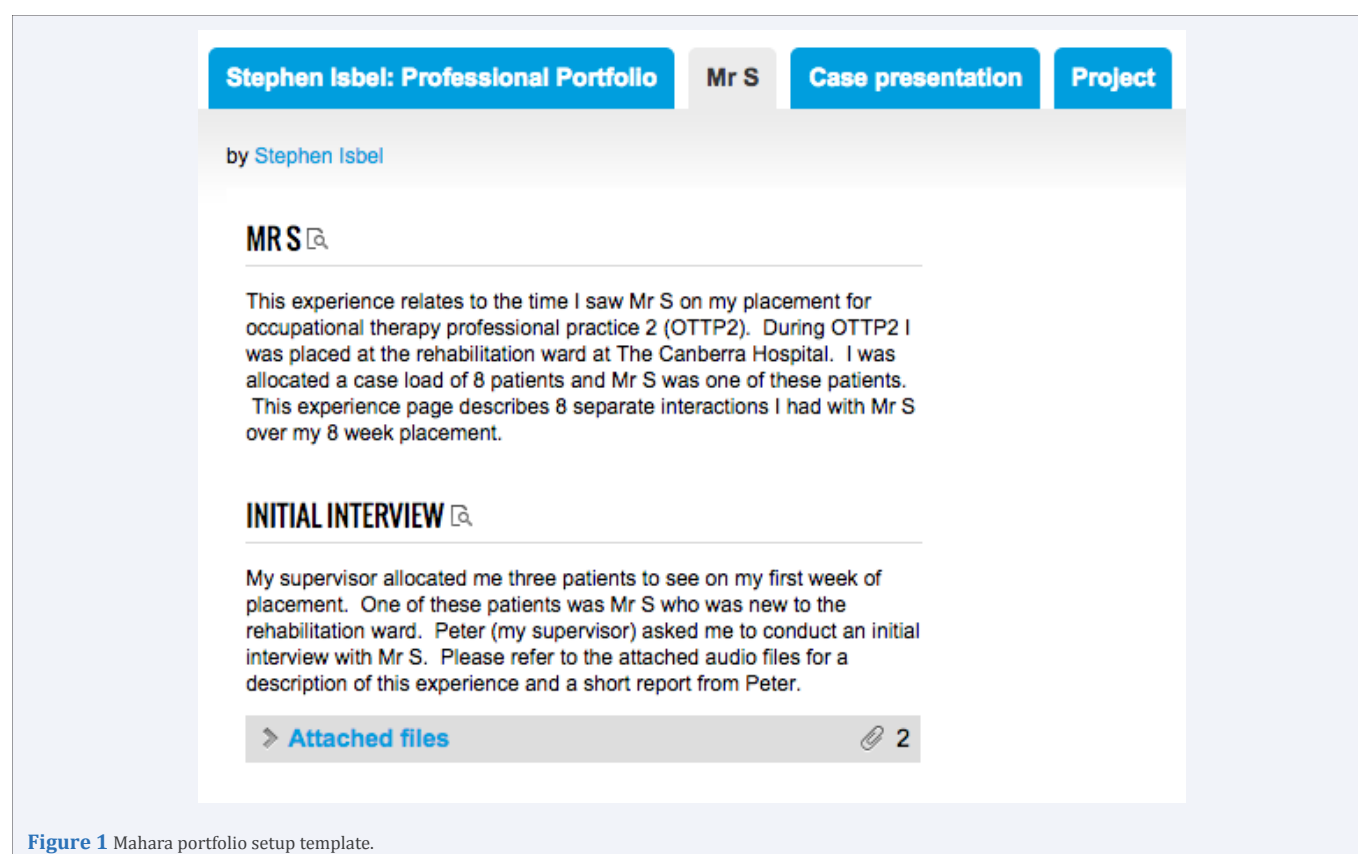 Stephen Isbel: Professional Portfolio Mr S Case presentation Project
by Stephen Isbel
MR S
This experience relates to the time I saw Mr S on my placement for
occupational therapy professional practice 2 (OTTP2).  During OTTP2 I
was placed at the rehabilitation ward at The Canberra Hospital.  I was
allocated a case load of 8 patients and Mr S was one of these patients.
This experience page describes 8 separate interactions I had with Mr S
over my 8 week placement.
INITIAL INTERVIEW
My supervisor allocated me three patients to see on my first week of
placement.  One of these patients was Mr S who was new to the
rehabilitation ward.  Peter (my supervisor) asked me to conduct an initial
interview with Mr S.  Please refer to the attached audio files for a
description of this experience and a short report from Peter.
Attached files 2
Figure 1 Mahara portfolio setup template.